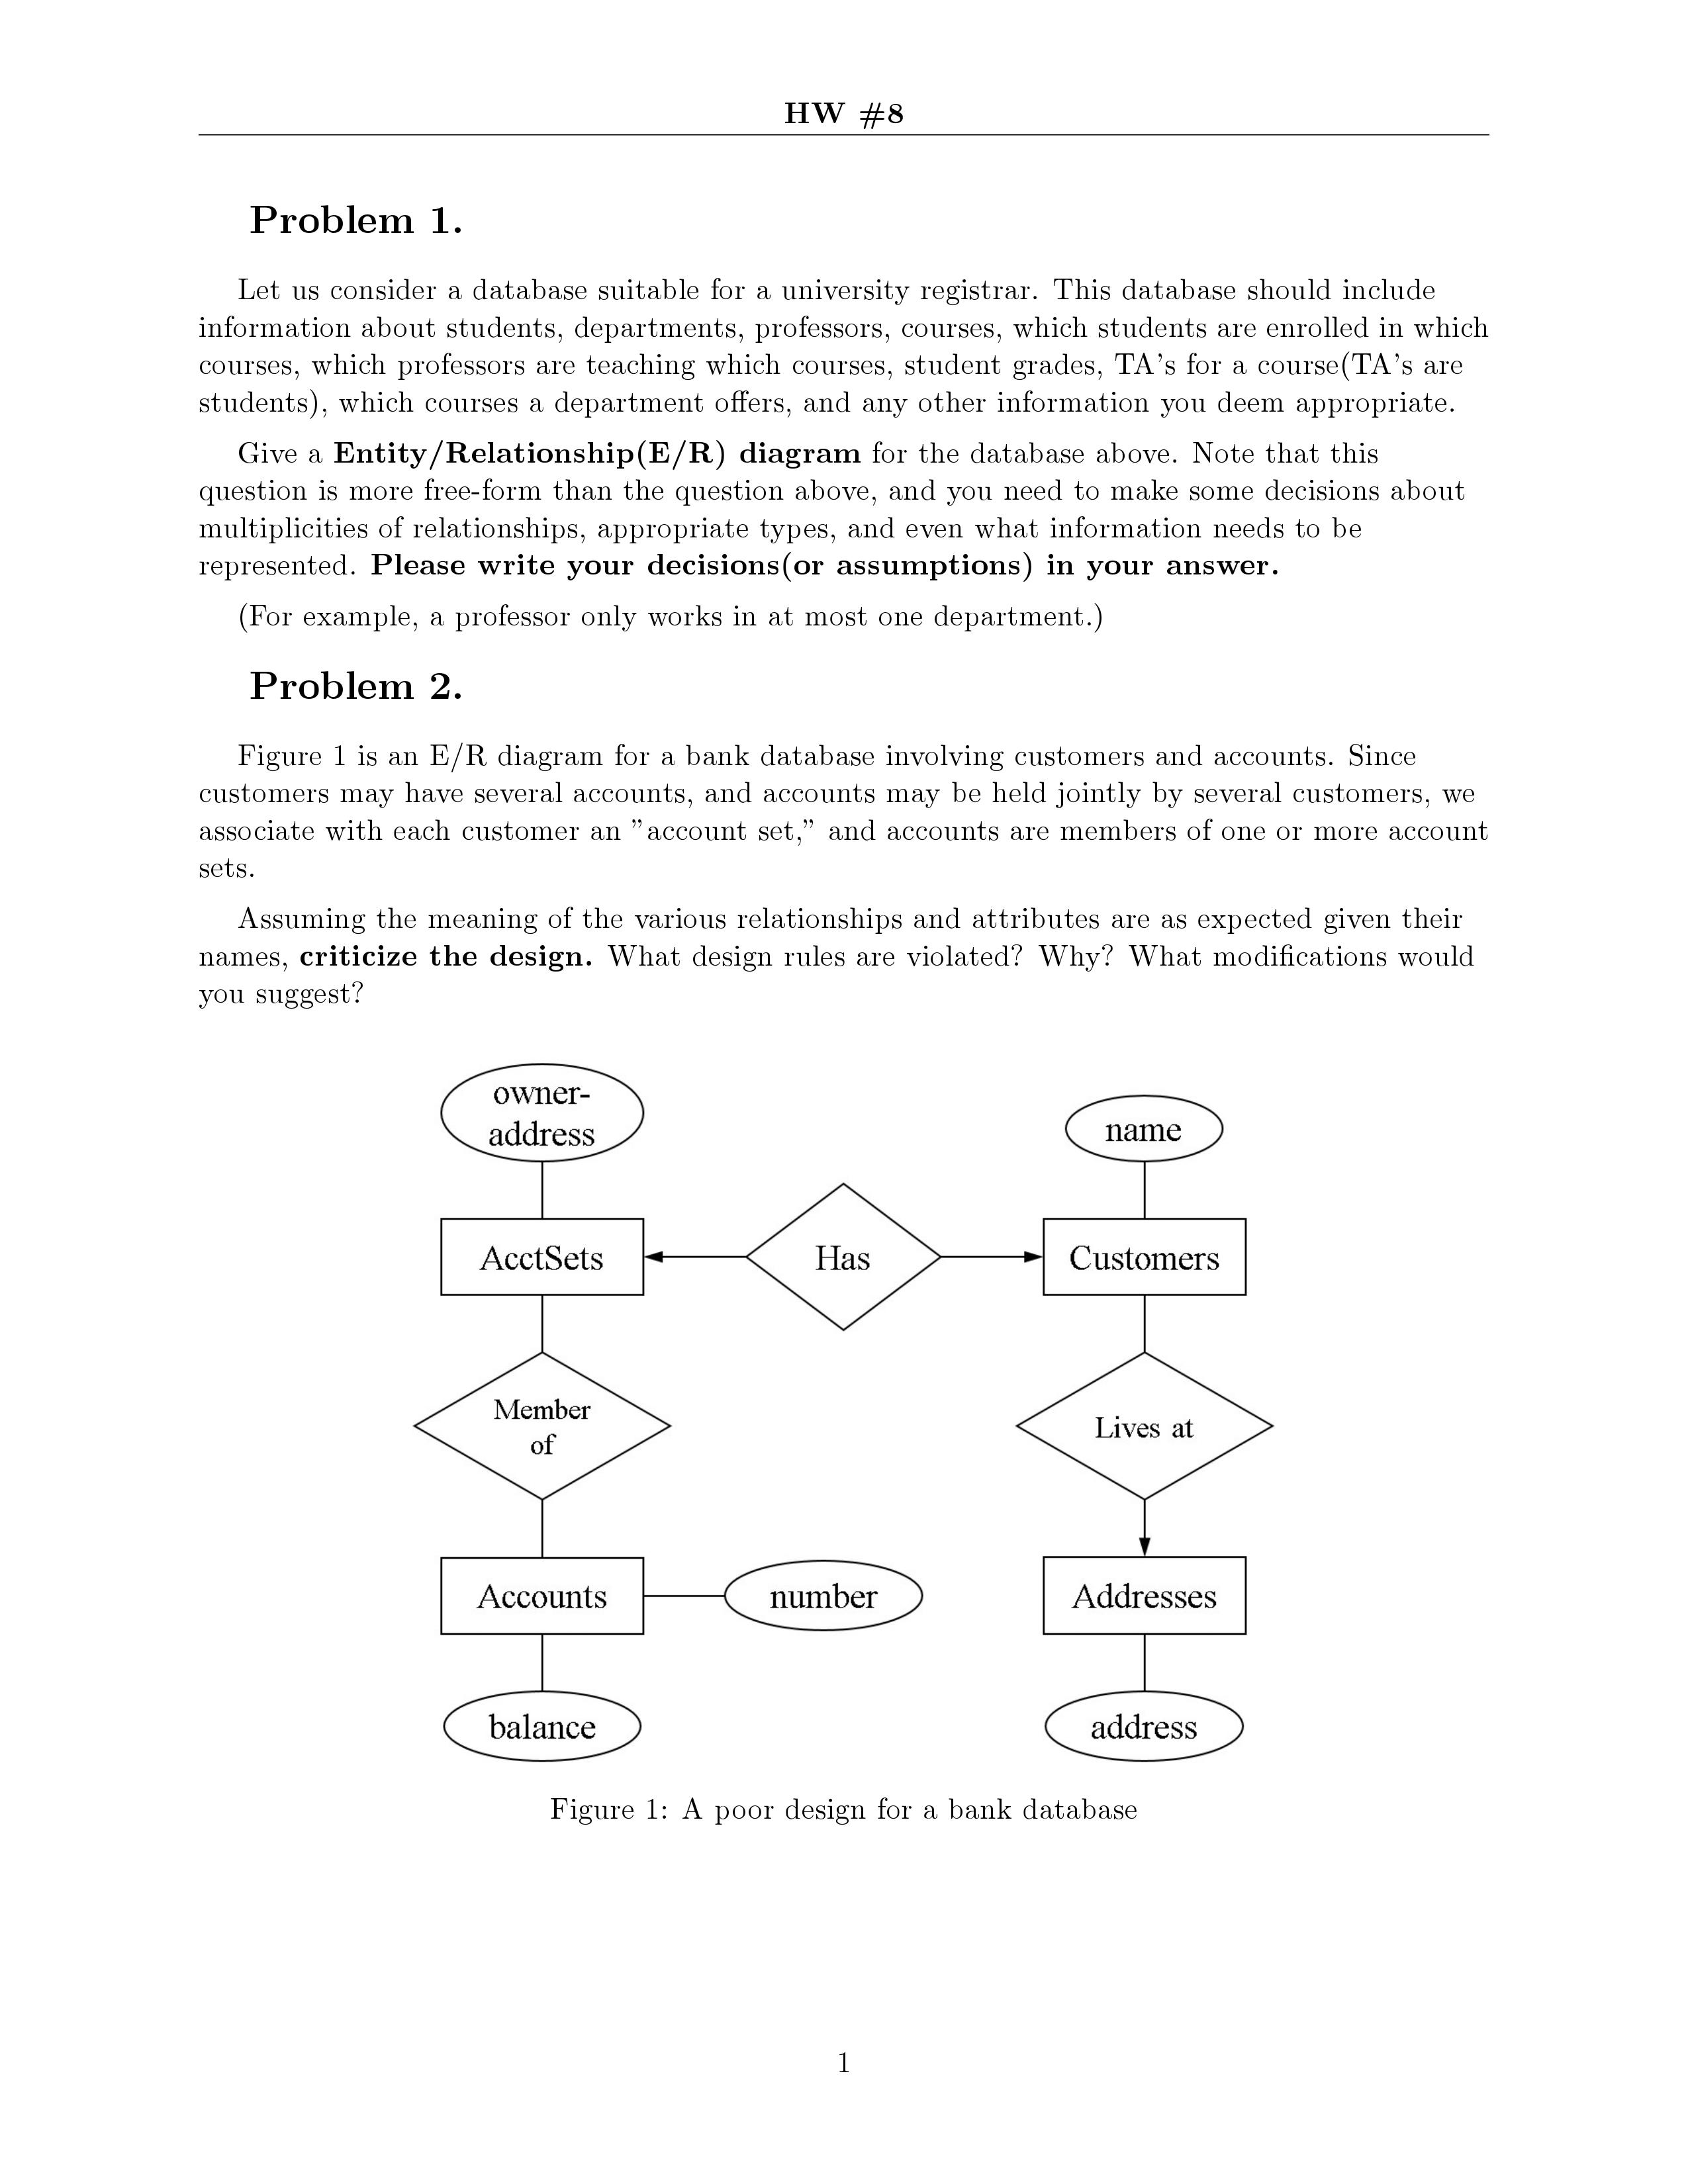 HW #8
Problem 1.
Let us consider a database suitable for a university registrar. This database should include
information about students, departments, professors, courses, which students are enrolled in which
courses, which professors are teaching which courses, student grades, TA's for a course(TA's are
students), which courses a department offers, and any other information you deem appropriate.
Give a Entity/Relationship(E/R) diagram for the database above. Note that this
question is more free-form than the question above, and you need to make some decisions about
multiplicities of relationships, appropriate types, and even what information needs to be
represented. Please write your decisions(or assumptions) in your answer.
(For example, a professor only works in at most one department.)
Problem 2.
Figure 1 is an E/R diagram for a bank database involving customers and accounts. Since
customers may have several accounts, and accounts may be held jointly by several customers, we
associate with each customer an ”account set,” and accounts are members of one or more account
sets.
Assuming the meaning of the various relationships and attributes are as expected given their
names, criticize the design. What design rules are violated? Why? What modifications would
you suggest?
owner-
address
name
AcctSets
Has
Customers
Member
of
Lives at
Accounts
number
Addresses
balance
address
Figure 1: A poor design for a bank database
1